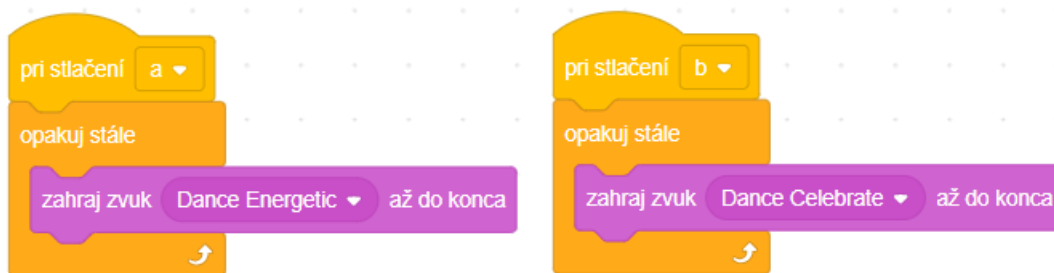 pri stlačení a
opakuj stále
zahraj zvuk Dance Energetic až do konca
pri stlačení b
opakuj stále
zahraj zvuk Dance Celebrate až do konca